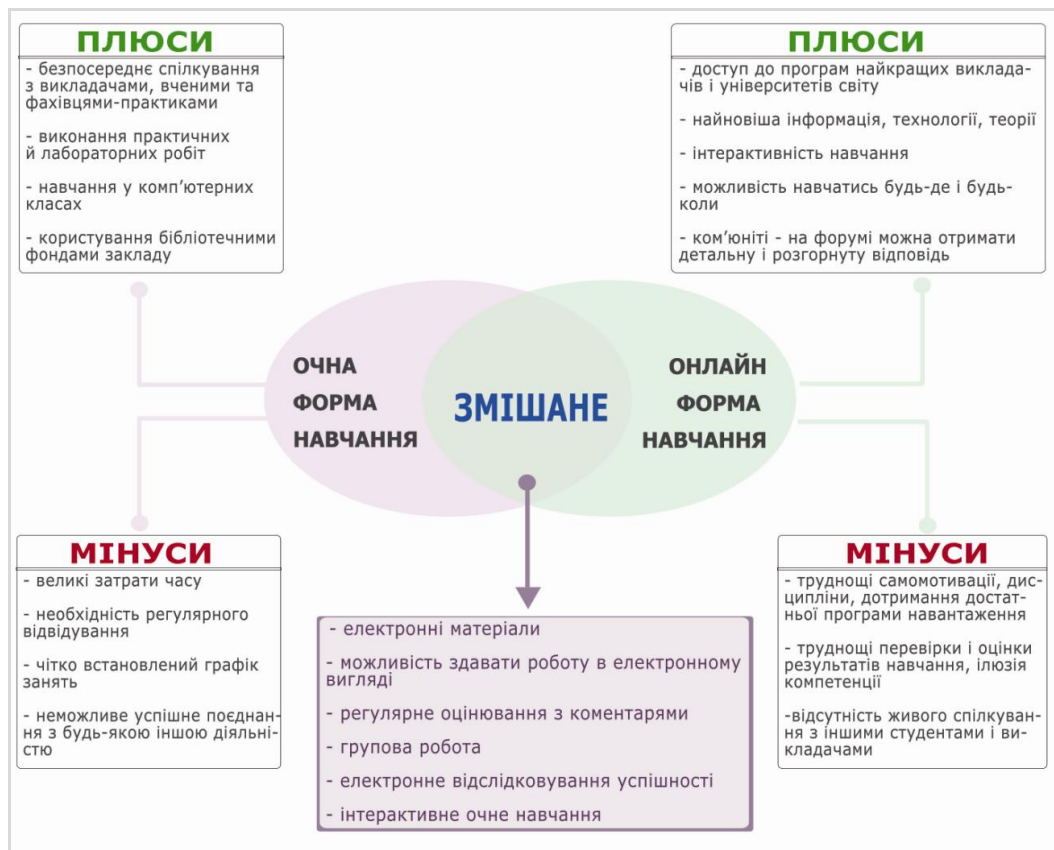 ПЛЮСИ
- безпосереднє спілкування
з викладачами, вченими та
фахівцями-практиками
- виконання практичних
й лабораторних робіт
- навчання у комп'ютерних
класах
- користування бібліотечними
фондами закладу
ПЛЮСИ
- доступ до програм найкращих виклада-
чів і університетів світу
- найновіша інформація, технології, теорії
- інтерактивність навчання
- можливість навчатись будь-де і будь-
коли
- ком'юніті - на форумі можна отримати
детальну і розгорнуту відповідь
ОЧНА
ФОРМА
НАВЧАННЯ
ЗМІШАНЕ
ОНЛАЙН
ФОРМА
НАВЧАННЯ
МІНУСИ
- великі затрати часу
- необхідність регулярного
відвідування
- чітко встановлений графік
занять
- неможливе успішне поєднан-
ня з будь-якою іншою діяльні-
стю
- електронні матеріали
- можливість здавати роботу в електронному
вигляді
- регулярне оцінювання з коментарями
- групова робота
- електронне відслідковування успішності
- інтерактивне очне навчання
МІНУСИ
- труднощі самомотивації, дис-
ципліни, дотримання достат-
ньої програми навантаження
- труднощі перевірки і оцінки
результатів навчання, ілюзія
компетенції
-відсутність живого спілкуван-
ня з іншими студентами і ви-
кладачами